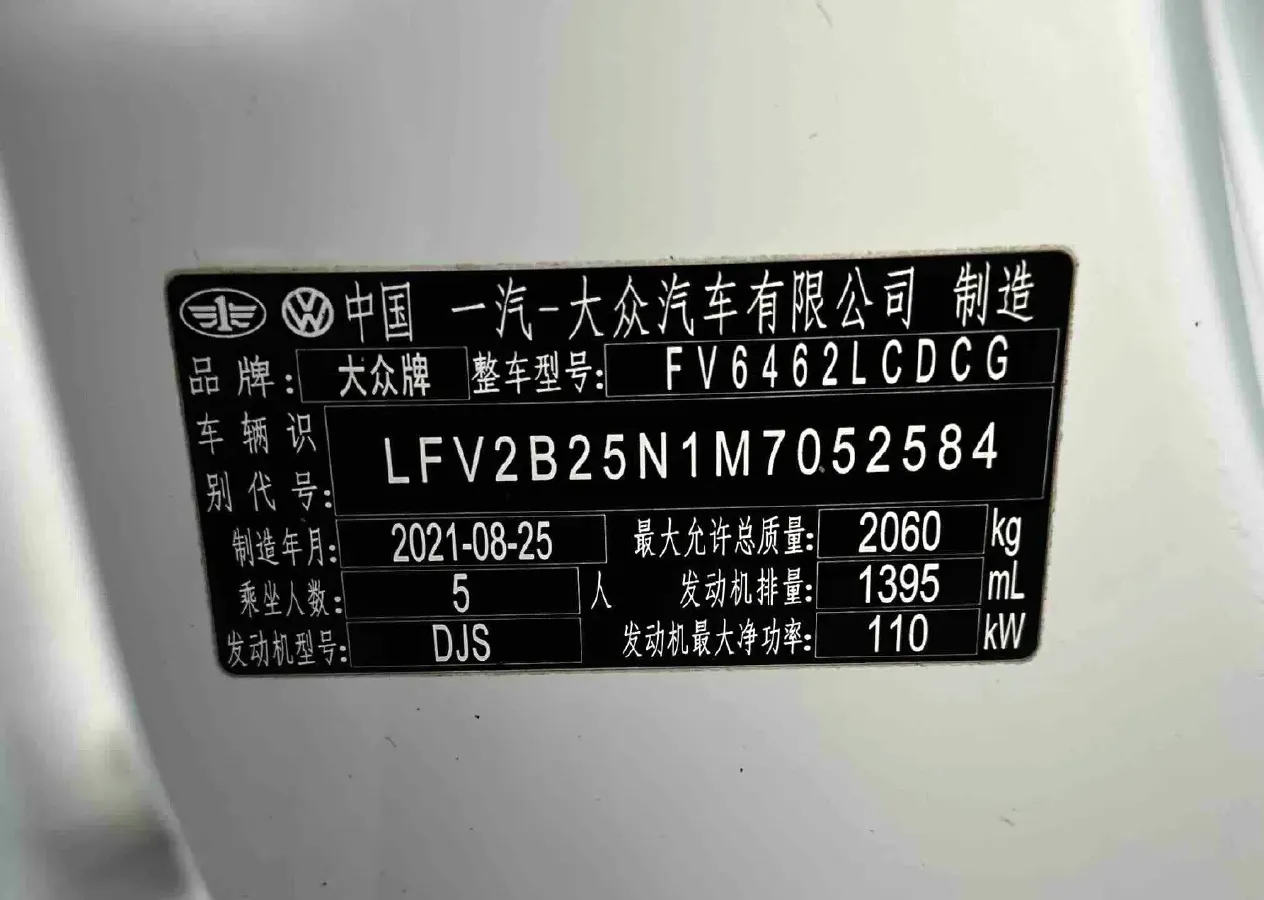 中国 一汽-大众汽车有限公司 制造
品牌: 大众牌 整车型号: FV6462LCDCG
车辆识别代号: LFV2B25N1M7052584
制造年月: 2021-08-25 最大允许总质量: 2060 kg
乘坐人数: 5 人 发动机排量: 1395 mL
发动机型号: DJS 发动机最大净功率: 110 kW